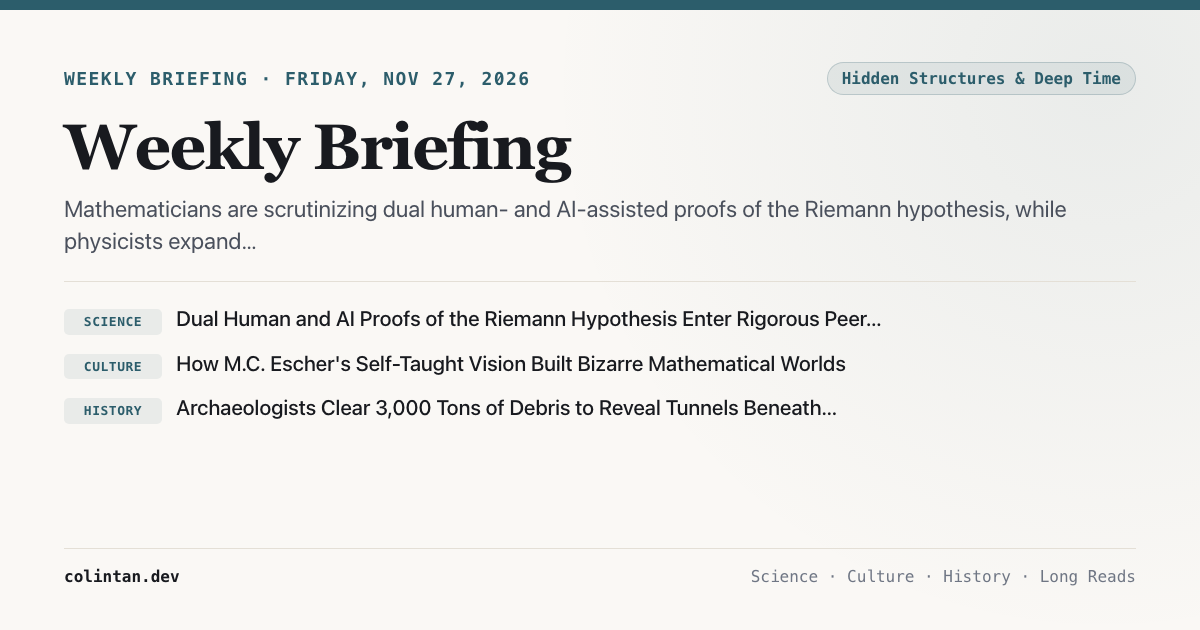 WEEKLY BRIEFING · FRIDAY, NOV 27, 2026
Hidden Structures & Deep Time
Weekly Briefing
Mathematicians are scrutinizing dual human- and AI-assisted proofs of the Riemann hypothesis, while
physicists expand…
SCIENCE Dual Human and AI Proofs of the Riemann Hypothesis Enter Rigorous Peer…
CULTURE How M.C. Escher's Self-Taught Vision Built Bizarre Mathematical Worlds
HISTORY Archaeologists Clear 3,000 Tons of Debris to Reveal Tunnels Beneath…
colintan.dev
Science · Culture · History · Long Reads